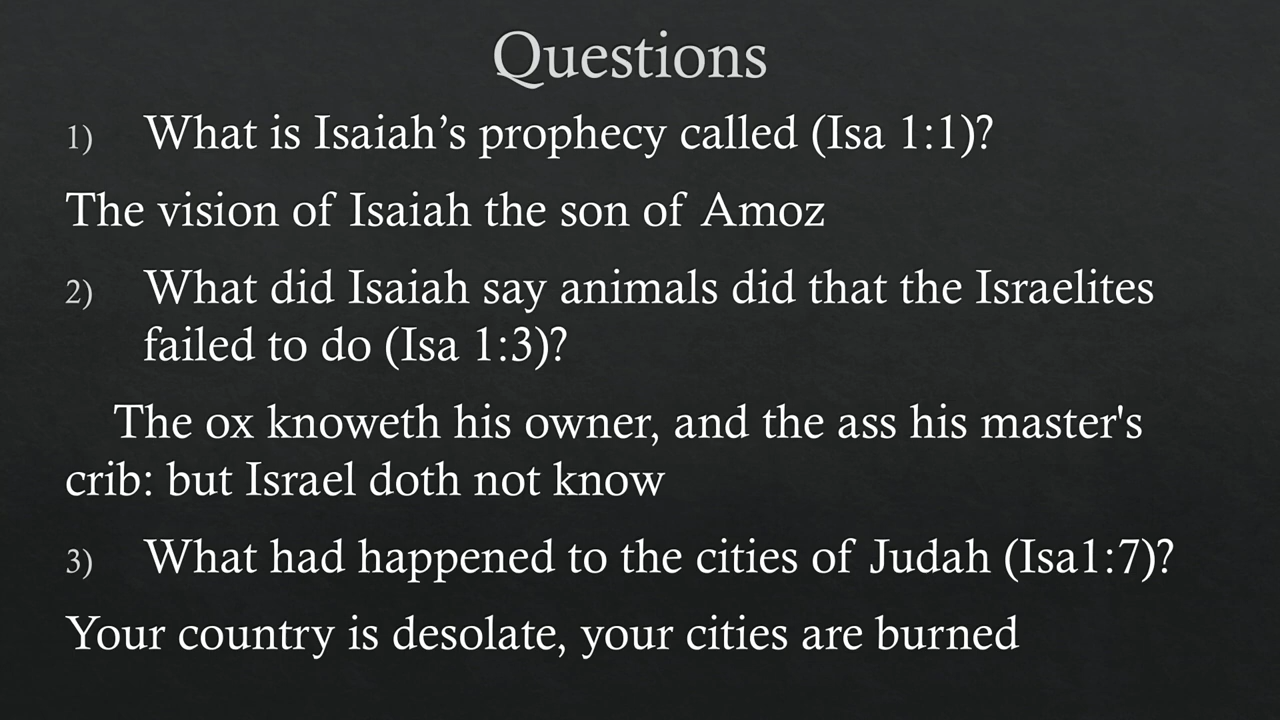 Questions
1) What is Isaiah’s prophecy called (Isa 1:1)?
The vision of Isaiah the son of Amoz
2) What did Isaiah say animals did that the Israelites
failed to do (Isa 1:3)?
The ox knoweth his owner, and the ass his master's
crib: but Israel doth not know
3) What had happened to the cities of Judah (Isa1:7)?
Your country is desolate, your cities are burned